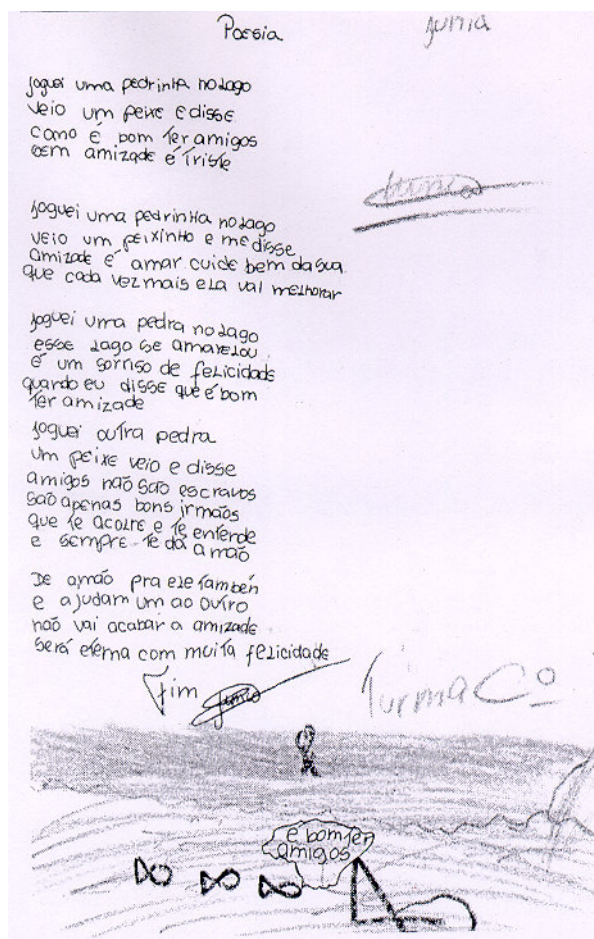 Poesia
Junia
Joguei uma pedrinha no lago
veio um peixe e disse
como é bom ter amigos
sem amizade é triste
joguei uma pedrinha no lago
veio um peixinho e me disse
amizade é amar cuide bem da sua
que cada vez mais ela vai melhorar
joguei uma pedra no lago
esse lago se amarelou
é um sorriso de felicidade
quando eu disse que é bom
ter amizade
joguei outra pedra
um peixe veio e disse
amigos não são escravos
são apenas bons irmãos
que te acolhe e te entende
e sempre te dá a mão
De a mão pra ele també​n
e ajudam um ao outro
não vai acabar a amizade
será eterna com muita felicidade
Fim
Turma Cº
e bom ter
amigos